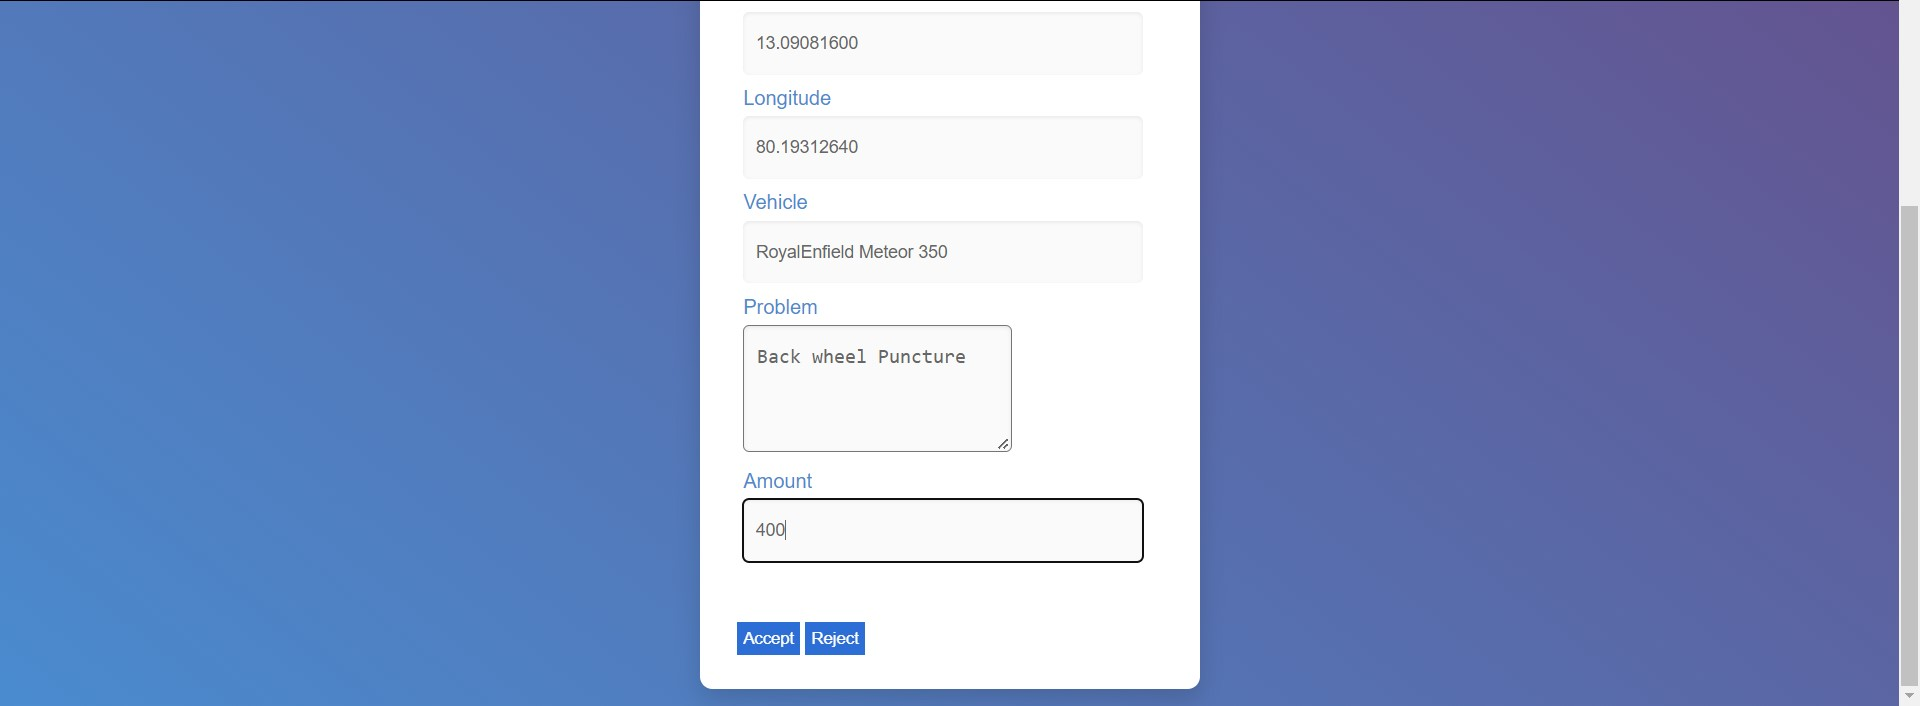 13.09081600
Longitude
80.19312640
Vehicle
RoyalEnfield Meteor 350
Problem
Back wheel Puncture
Amount
400
Accept Reject